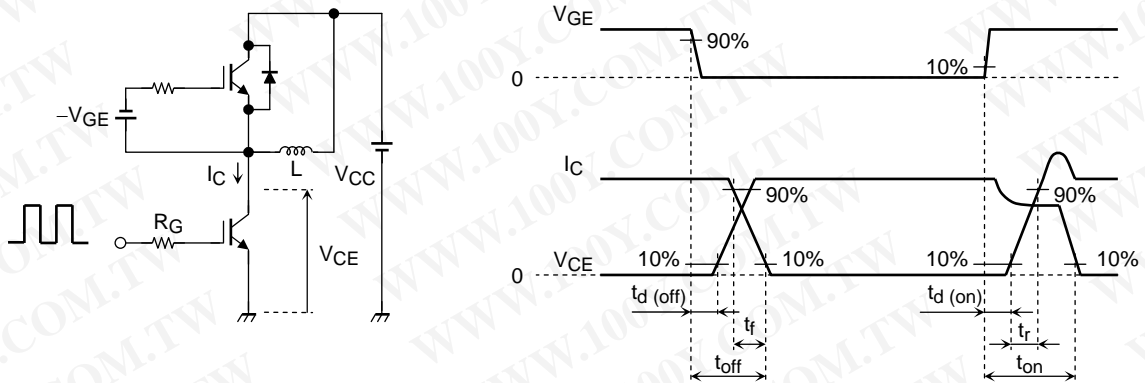 −VGE
IC
L
VCC
RG
VCE
VGE
90%
10%
0
IC
90%
90%
VCE
10%
10%
10%
10%
0
td (off)
td (on)
tf
tr
toff
ton
WWW.100Y.COM.TW